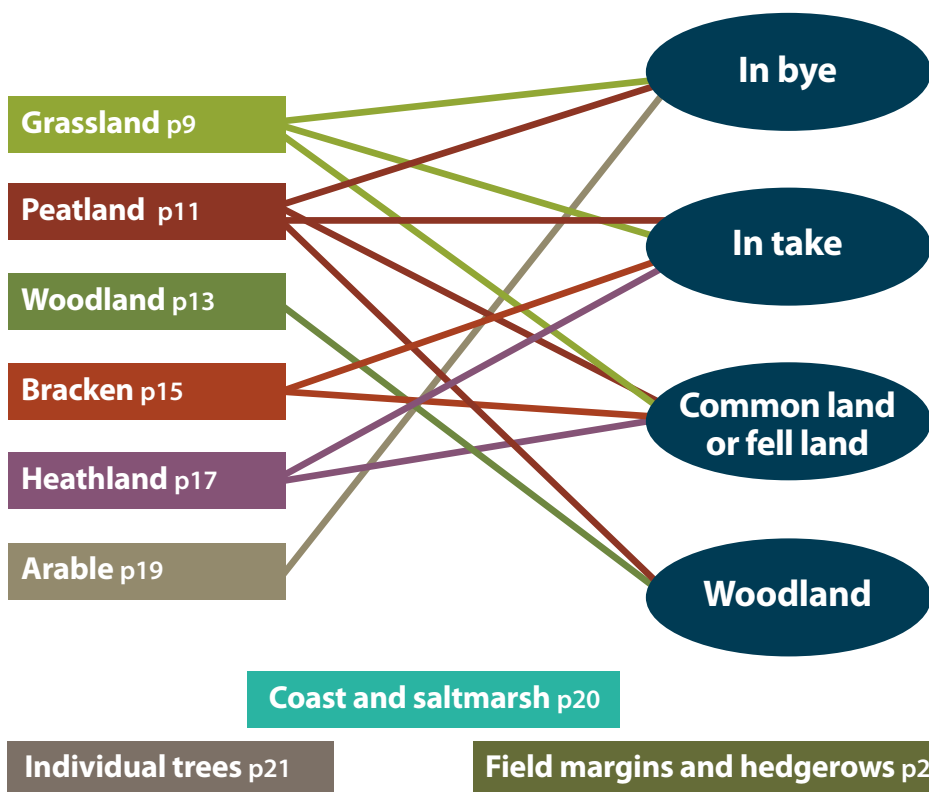 In bye
Grassland p9
Peatland p11
In take
Woodland p13
Bracken p15
Common land
or fell land
Heathland p17
Arable p19
Woodland
Coast and saltmarsh p20
Individual trees p21
Field margins and hedgerows